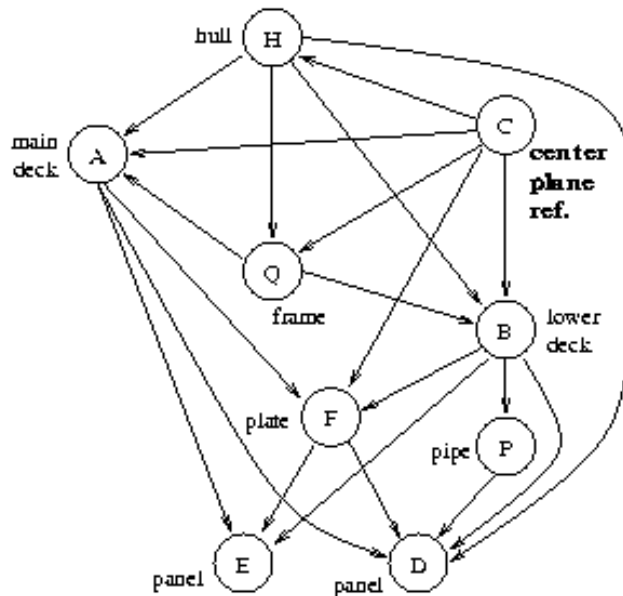 hull
H
C
main
deck
A
center
plane
ref.
Q
frame
B
lower
deck
plate
F
pipe
P
panel
E
panel
D